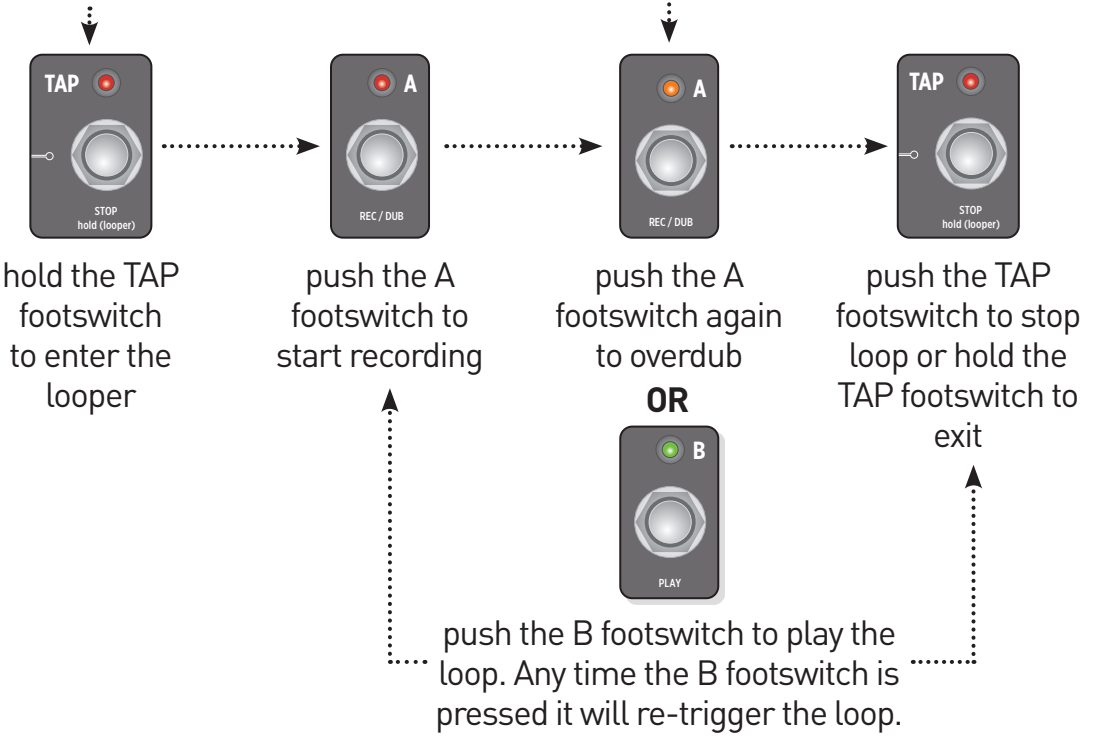 TAP
STOP
hold (looper)
hold the TAP
footswitch
to enter the
looper
A
REC / DUB
push the A
footswitch to
start recording
A
REC / DUB
push the A
footswitch again
to overdub
OR
B
PLAY
push the B footswitch to play the
loop. Any time the B footswitch is
pressed it will re-trigger the loop.
TAP
STOP
hold (looper)
push the TAP
footswitch to stop
loop or hold the
TAP footswitch to
exit